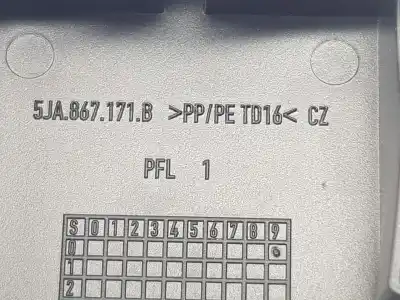 5JA.867.171.B >PP/PE TD16< CZ
PFL 1
S 0 1 2 3 4 5 6 7 8 9
0
1
2